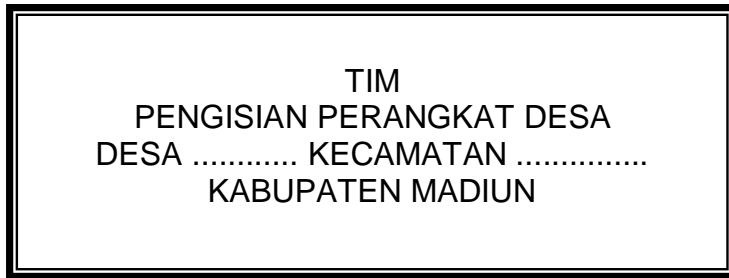 TIM
PENGISIAN PERANGKAT DESA
DESA ............ KECAMATAN ...............
KABUPATEN MADIUN